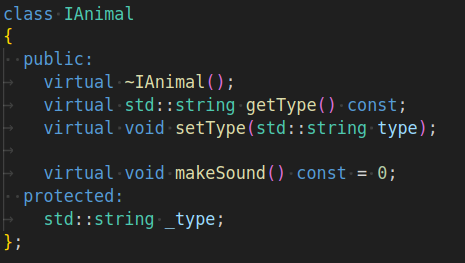 class IAnimal
{
  public:
    virtual ~IAnimal();
    virtual std::string getType() const;
    virtual void setType(std::string type);

    virtual void makeSound() const = 0;
  protected:
    std::string _type;
};